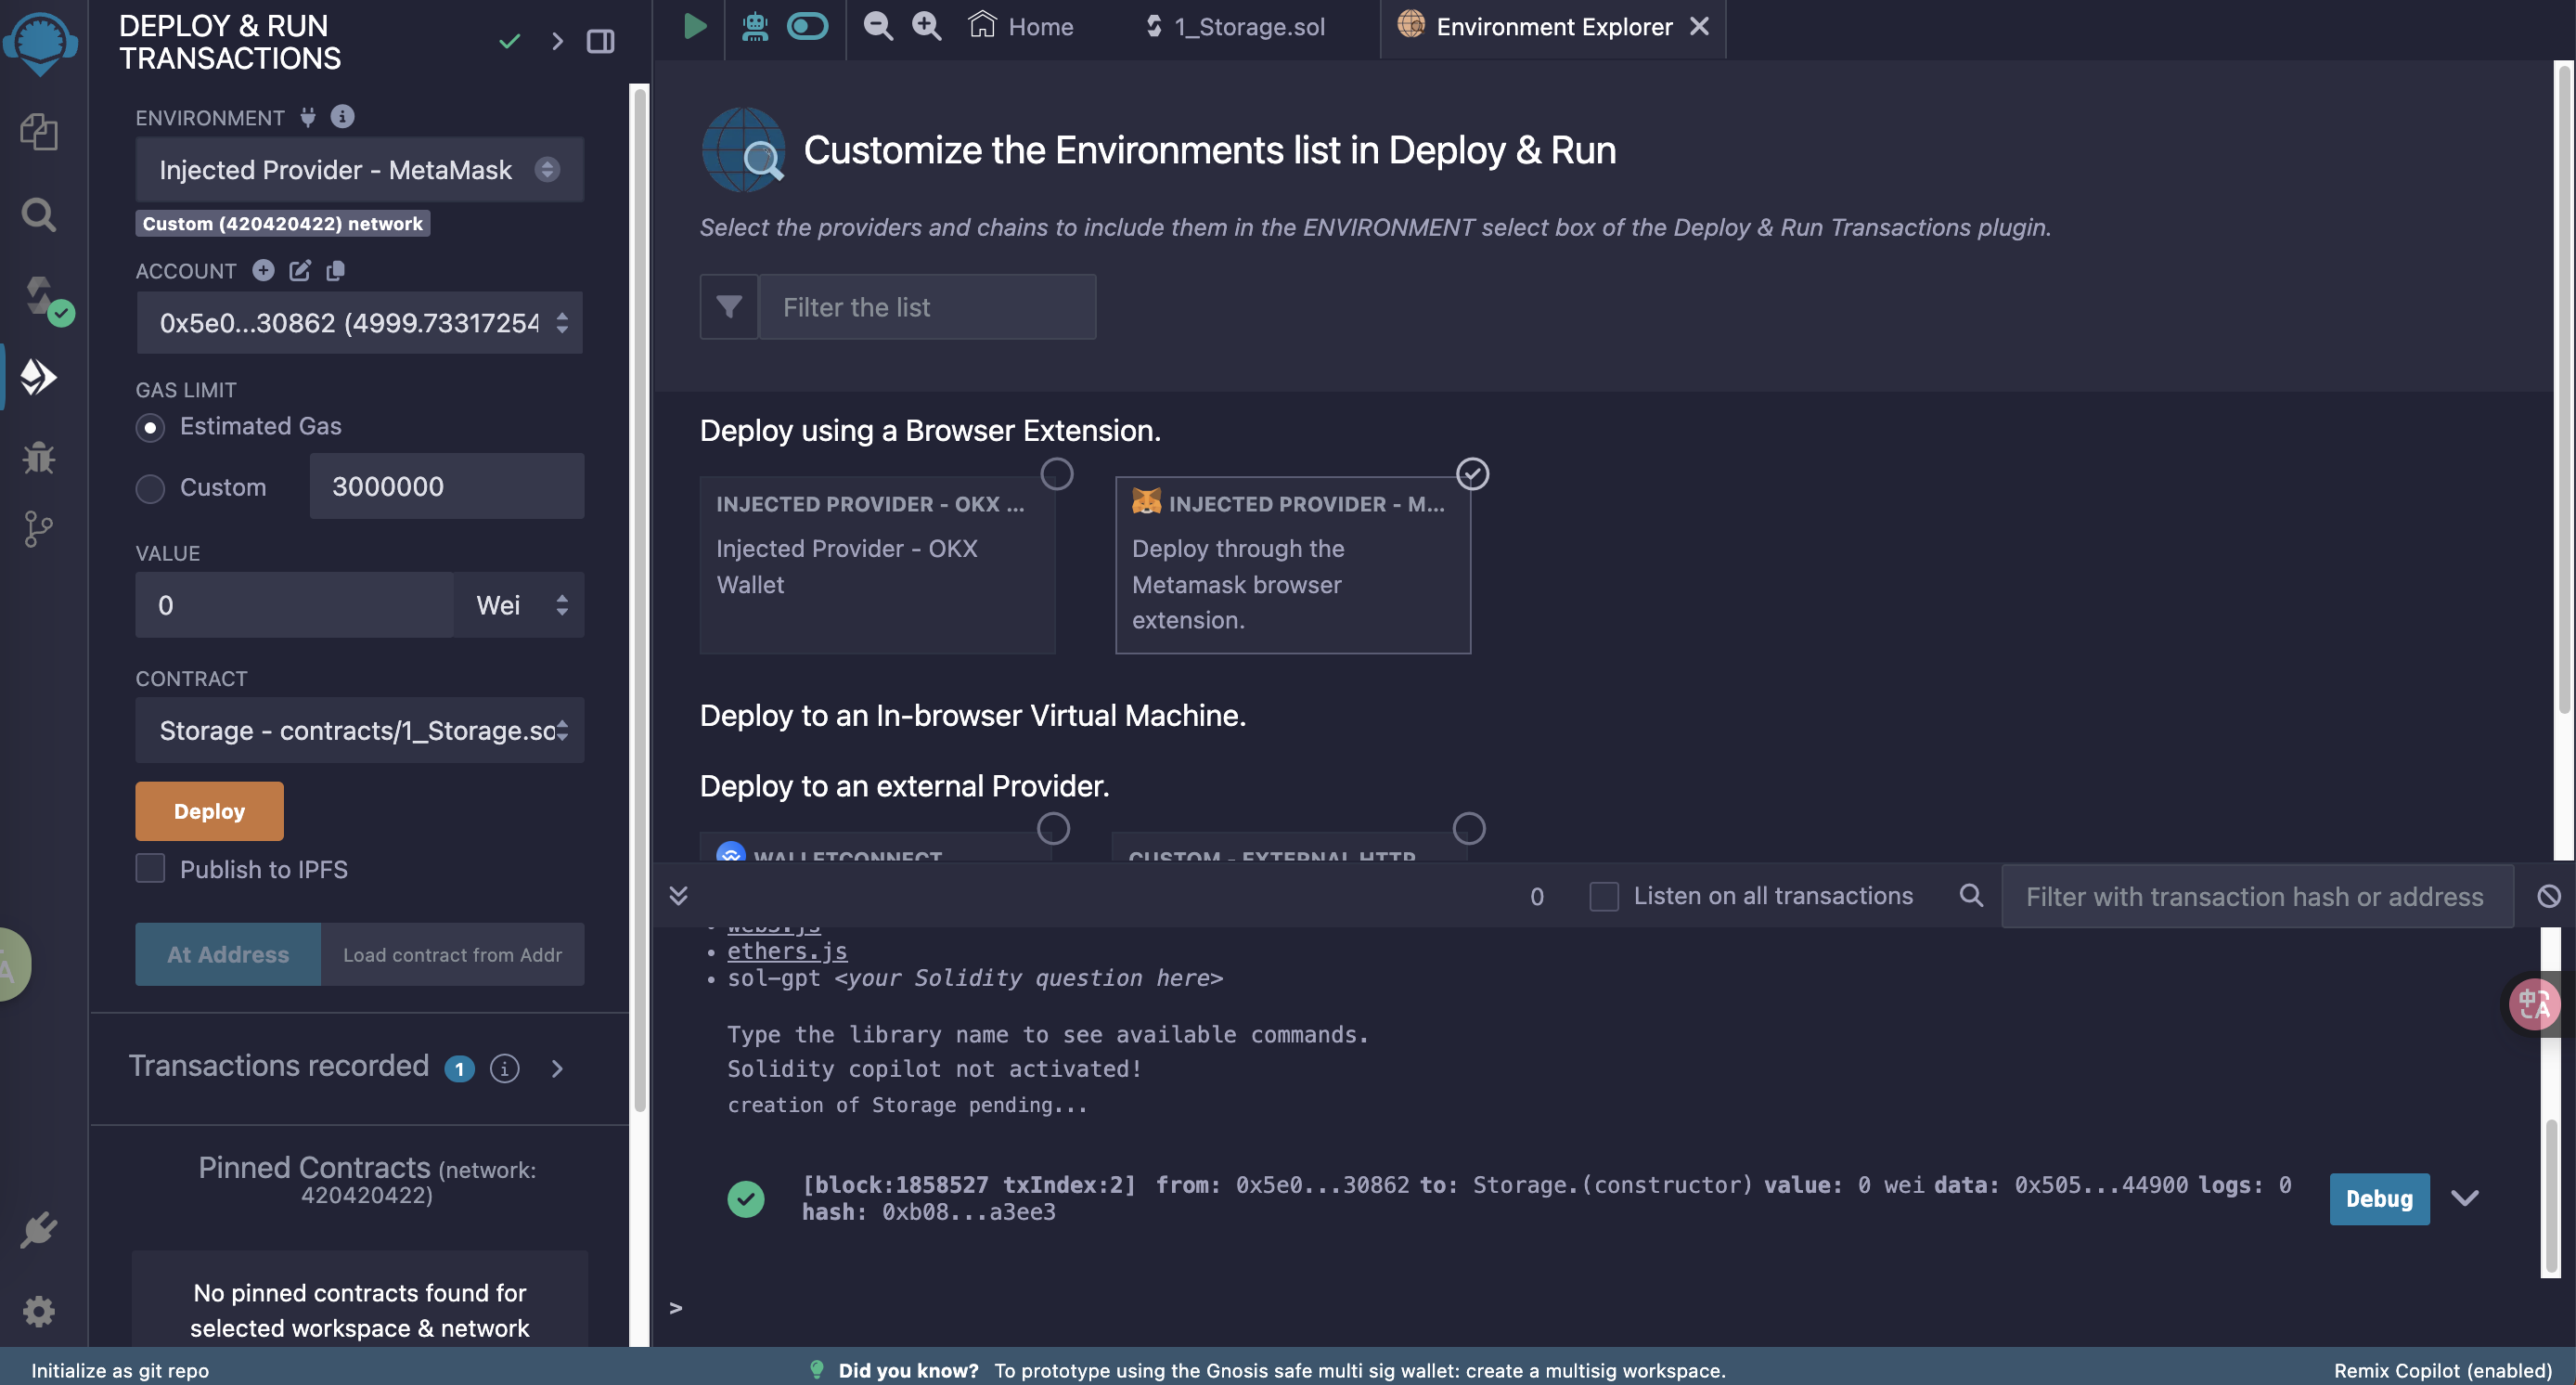 DEPLOY & RUN
TRANSACTIONS
ENVIRONMENT
Injected Provider - MetaMask
Custom (420420422) network
ACCOUNT
0x5e0...30862 (4999.73317254
GAS LIMIT
Estimated Gas
Custom
3000000
VALUE
0
Wei
CONTRACT
Storage - contracts/1_Storage.so
Deploy
Publish to IPFS
At Address
Load contract from Addr
Transactions recorded 1
Pinned Contracts (network:
420420422)
No pinned contracts found for
selected workspace & network
Home
1_Storage.sol
Environment Explorer
Customize the Environments list in Deploy & Run
Select the providers and chains to include them in the ENVIRONMENT select box of the Deploy & Run Transactions plugin.
Filter the list
Deploy using a Browser Extension.
INJECTED PROVIDER - OKX ...
Injected Provider - OKX
Wallet
INJECTED PROVIDER - M...
Deploy through the
Metamask browser
extension.
Deploy to an In-browser Virtual Machine.
Deploy to an external Provider.
WALLETCONNECT
CUSTOM - EXTERNAL HTTP
0
Listen on all transactions
Filter with transaction hash or address
web3.js
ethers.js
sol-gpt <your Solidity question here>
Type the library name to see available commands.
Solidity copilot not activated!
creation of Storage pending...
[block:1858527 txIndex:2] from: 0x5e0...30862 to: Storage.(constructor) value: 0 wei data: 0x505...44900 logs: 0
hash: 0xb08...a3ee3
Debug
>
中A
A
Initialize as git repo
Did you know? To prototype using the Gnosis safe multi sig wallet: create a multisig workspace.
Remix Copilot (enabled)